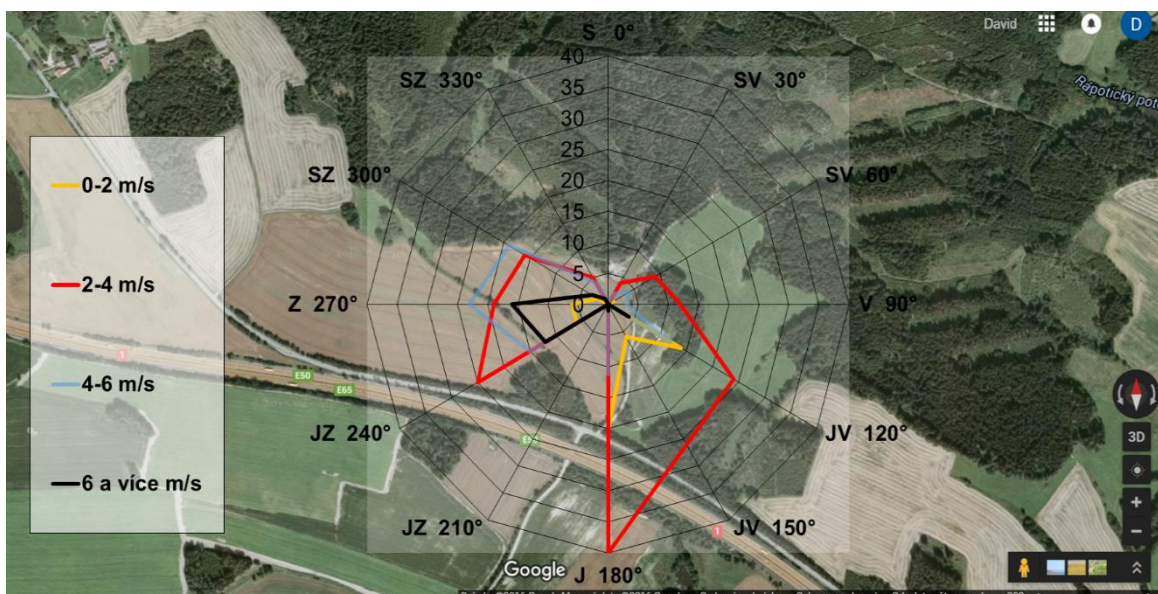 David
D
S 0°
40
35
30
25
20
15
10
5
0
SZ 330°
SV 30°
Rapotický
SZ 300°
SV 60°
0-2 m/s
2-4 m/s
4-6 m/s
6 a více m/s
Z 270°
V 90°
1
E50
E65
JZ 240°
JV 120°
3D
JZ 210°
JV 150°
1
Google
J 180°